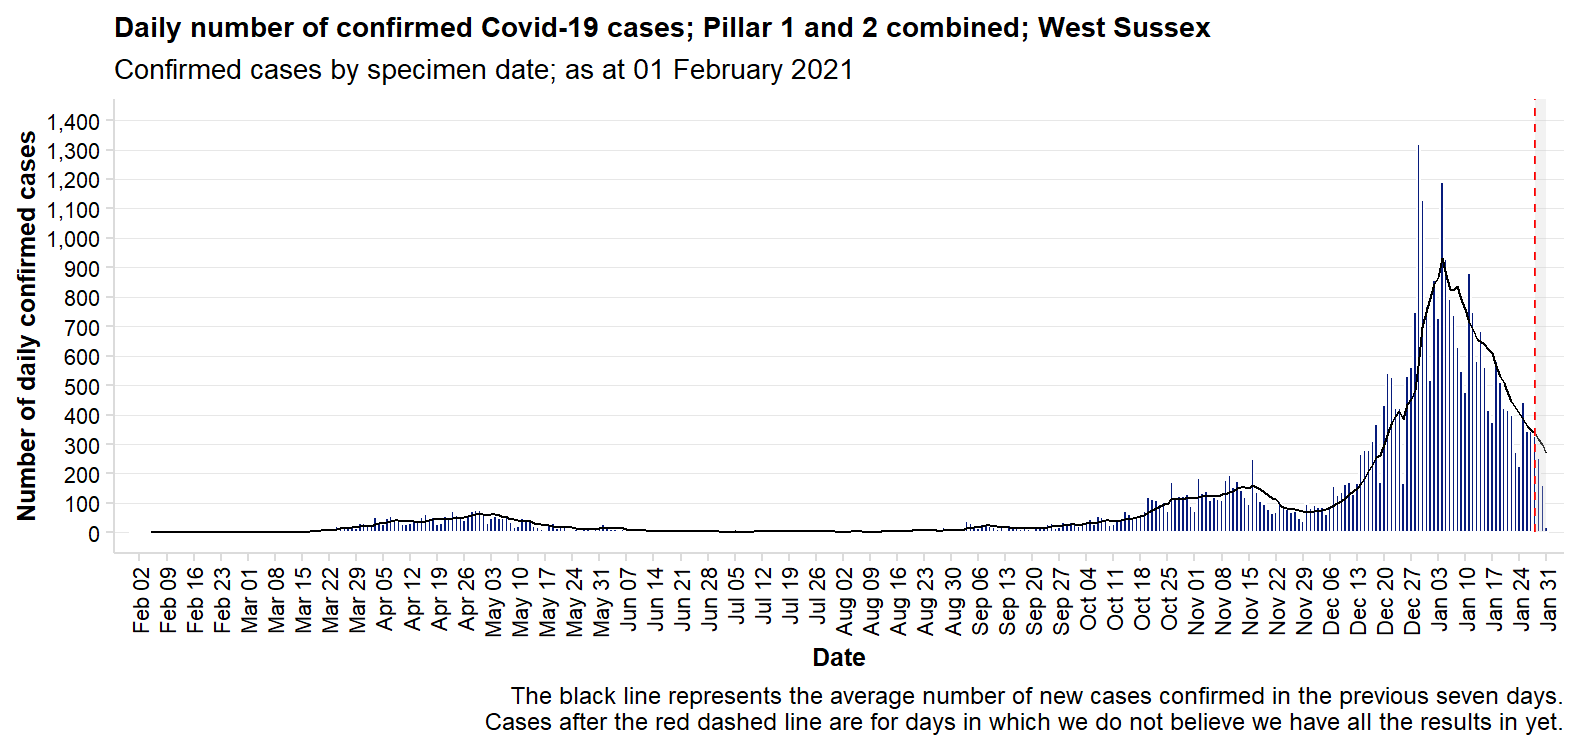 Daily number of confirmed Covid-19 cases; Pillar 1 and 2 combined; West Sussex
Confirmed cases by specimen date; as at 01 February 2021
Number of daily confirmed cases
1,400
1,300
1,200
1,100
1,000
900
800
700
600
500
400
300
200
100
0
Feb 02
Feb 09
Feb 16
Feb 23
Mar 01
Mar 08
Mar 15
Mar 22
Mar 29
Apr 05
Apr 12
Apr 19
Apr 26
May 03
May 10
May 17
May 24
May 31
Jun 07
Jun 14
Jun 21
Jun 28
Jul 05
Jul 12
Jul 19
Jul 26
Aug 02
Aug 09
Aug 16
Aug 23
Aug 30
Sep 06
Sep 13
Sep 20
Sep 27
Oct 04
Oct 11
Oct 18
Oct 25
Nov 01
Nov 08
Nov 15
Nov 22
Nov 29
Dec 06
Dec 13
Dec 20
Dec 27
Jan 03
Jan 10
Jan 17
Jan 24
Jan 31
Date
The black line represents the average number of new cases confirmed in the previous seven days.
Cases after the red dashed line are for days in which we do not believe we have all the results in yet.